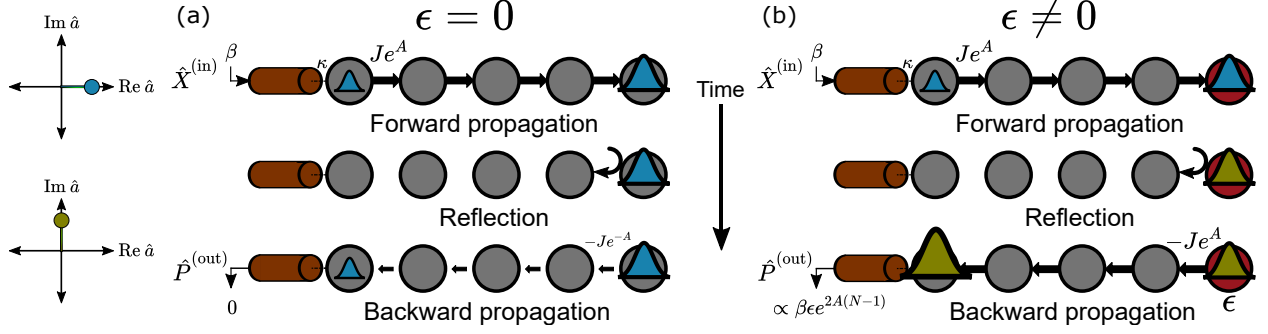 (a) ϵ = 0
(b) ϵ ≠ 0
Im â
Re â
Im â
Re â
X̂^(in) β κ Je^A
Forward propagation
Reflection
P̂^(out) 0 −Je^−A
Backward propagation
Time
X̂^(in) β κ Je^A
Forward propagation
Reflection
P̂^(out) −Je^A
∝ βϵe^2A(N−1) ϵ
Backward propagation